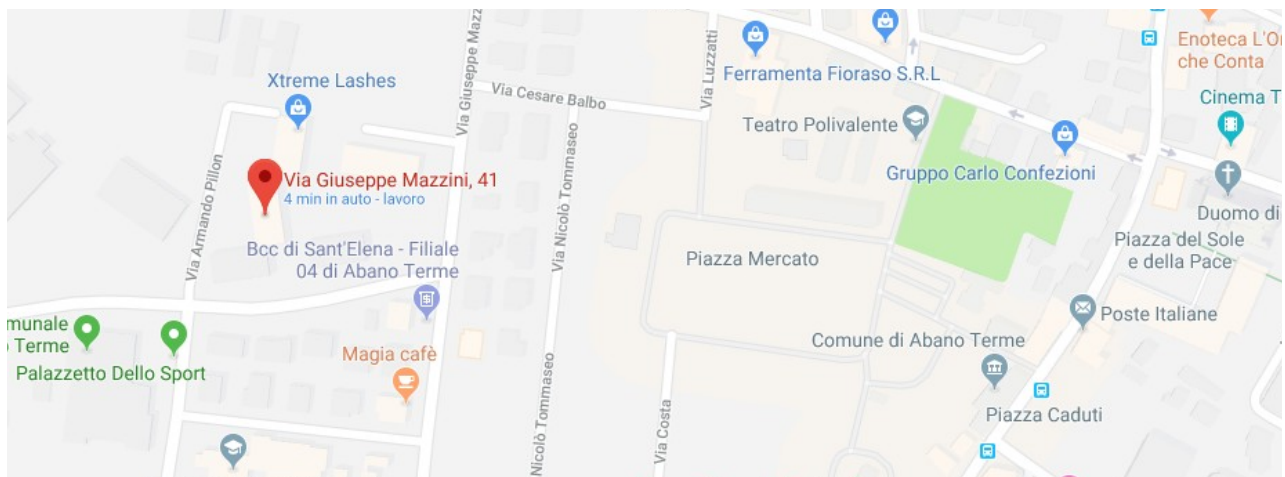 Xtreme Lashes
Via Giuseppe Mazz
Via Cesare Balbo
Via Luzzatti
Ferramenta Fioraso S.R.L
Enoteca L'O
che Conta
Cinema T
Teatro Polivalente
Gruppo Carlo Confezioni
Via Armando Pillon
Via Giuseppe Mazzini, 41
4 min in auto - lavoro
Via Nicolò Tommaseo
Duomo di
Bcc di Sant'Elena - Filiale
04 di Abano Terme
Piazza Mercato
Piazza del Sole
e della Pace
Poste Italiane
munale
Terme
Palazzetto Dello Sport
Magia cafè
Comune di Abano Terme
Piazza Caduti
Nicolò Tommaseo
Via Costa